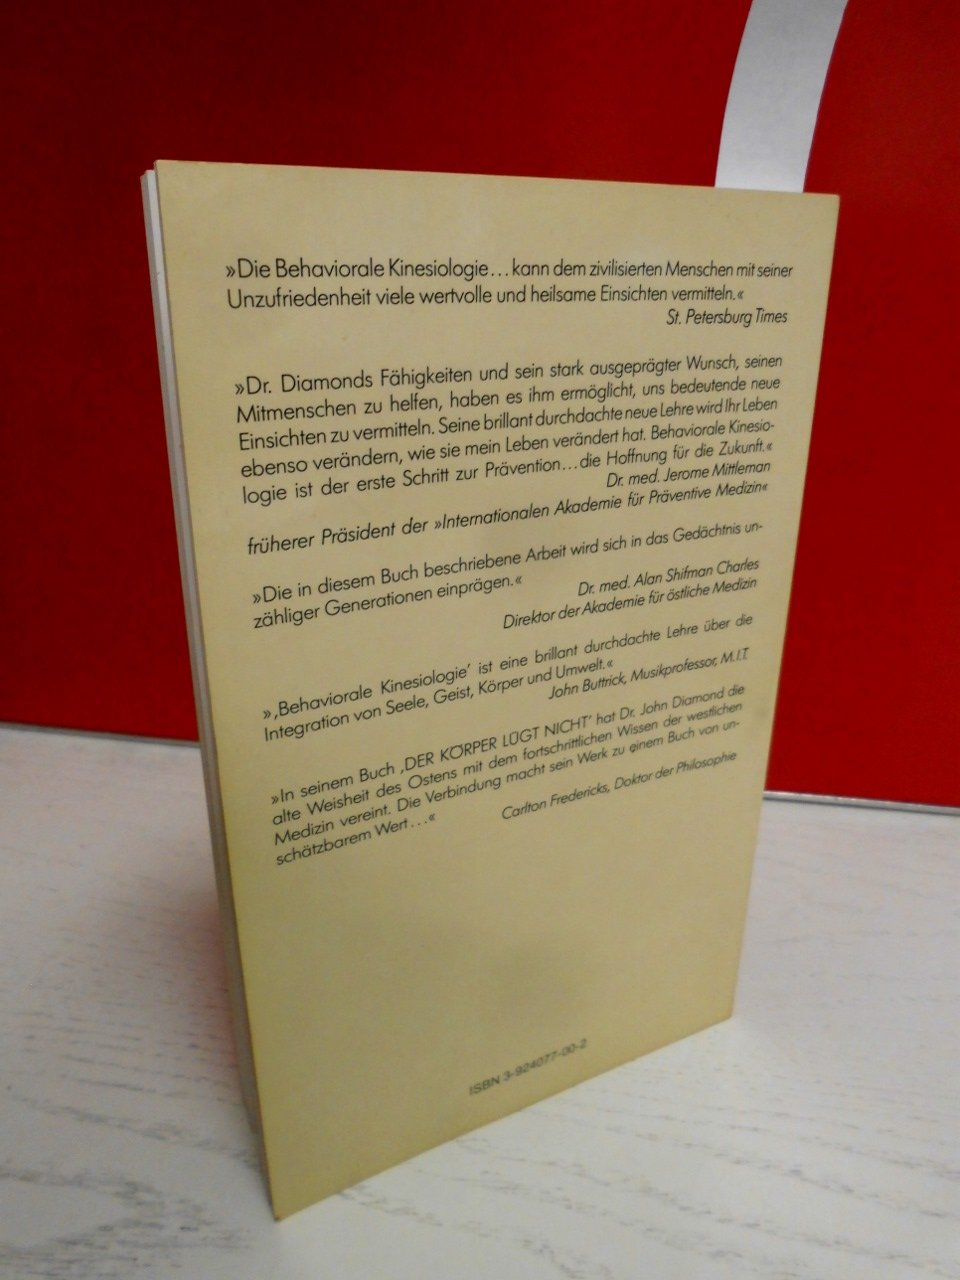 »Die Behaviorale Kinesiologie...kann dem zivilisierten Menschen mit seiner
Unzufriedenheit viele wertvolle und heilsame Einsichten vermitteln.«
St. Petersburg Times
»Dr. Diamonds Fähigkeiten und sein stark ausgeprägter Wunsch, seinen
Mitmenschen zu helfen, haben es ihm ermöglicht, uns bedeutende neue
Einsichten zu vermitteln. Seine brillant durchdachte neue Lehre wird Ihr Leben
ebenso verändern, wie sie mein Leben verändert hat. Behaviorale Kinesio-
logie ist der erste Schritt zur Prävention...die Hoffnung für die Zukunft.«
Dr. med. Jerome Mittleman
früherer Präsident der »Internationalen Akademie für Präventive Medizin«
»Die in diesem Buch beschriebene Arbeit wird sich in das Gedächtnis un-
zähliger Generationen einprägen.«
Dr. med. Alan Shifman Charles
Direktor der Akademie für östliche Medizin
»‚Behaviorale Kinesiologie’ ist eine brillant durchdachte Lehre über die
Integration von Seele, Geist, Körper und Umwelt.«
John Buttrick, Musikprofessor, M.I.T.
»In seinem Buch ‚DER KÖRPER LÜGT NICHT’ hat Dr. John Diamond die
alte Weisheit des Ostens mit dem fortschrittlichen Wissen der westlichen
Medizin vereint. Die Verbindung macht sein Werk zu einem Buch von un-
schätzbarem Wert...«
Carlton Fredericks, Doktor der Philosophie
ISBN 3-924077-00-2